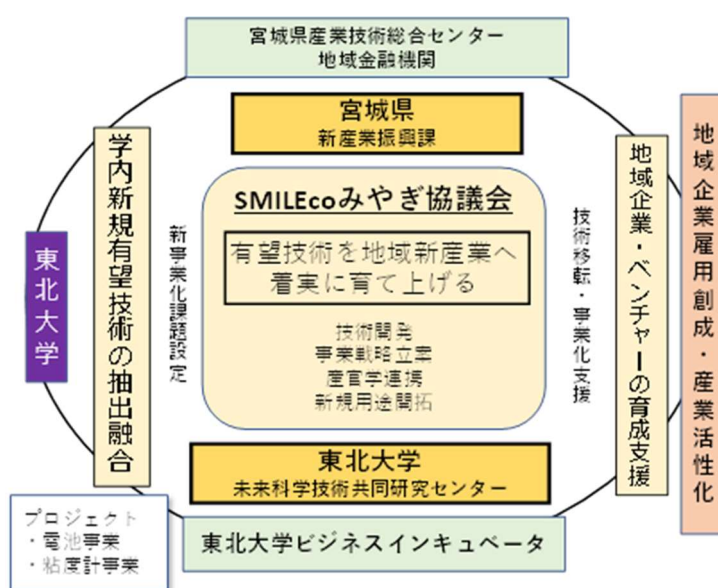 宮城県産業技術総合センター
地域金融機関
宮城県
新産業振興課
東北大学
学内新規有望技術の抽出融合
新事業化課題設定
SMILEcoみやぎ協議会
有望技術を地域新産業へ
着実に育て上げる
技術開発
事業戦略立案
産官学連携
新規用途開拓
技術移転・事業化支援
地域企業・ベンチャーの育成支援
地域企業雇用創成・産業活性化
東北大学
未来科学技術共同研究センター
東北大学ビジネスインキュベータ
プロジェクト
・電池事業
・粘度計事業